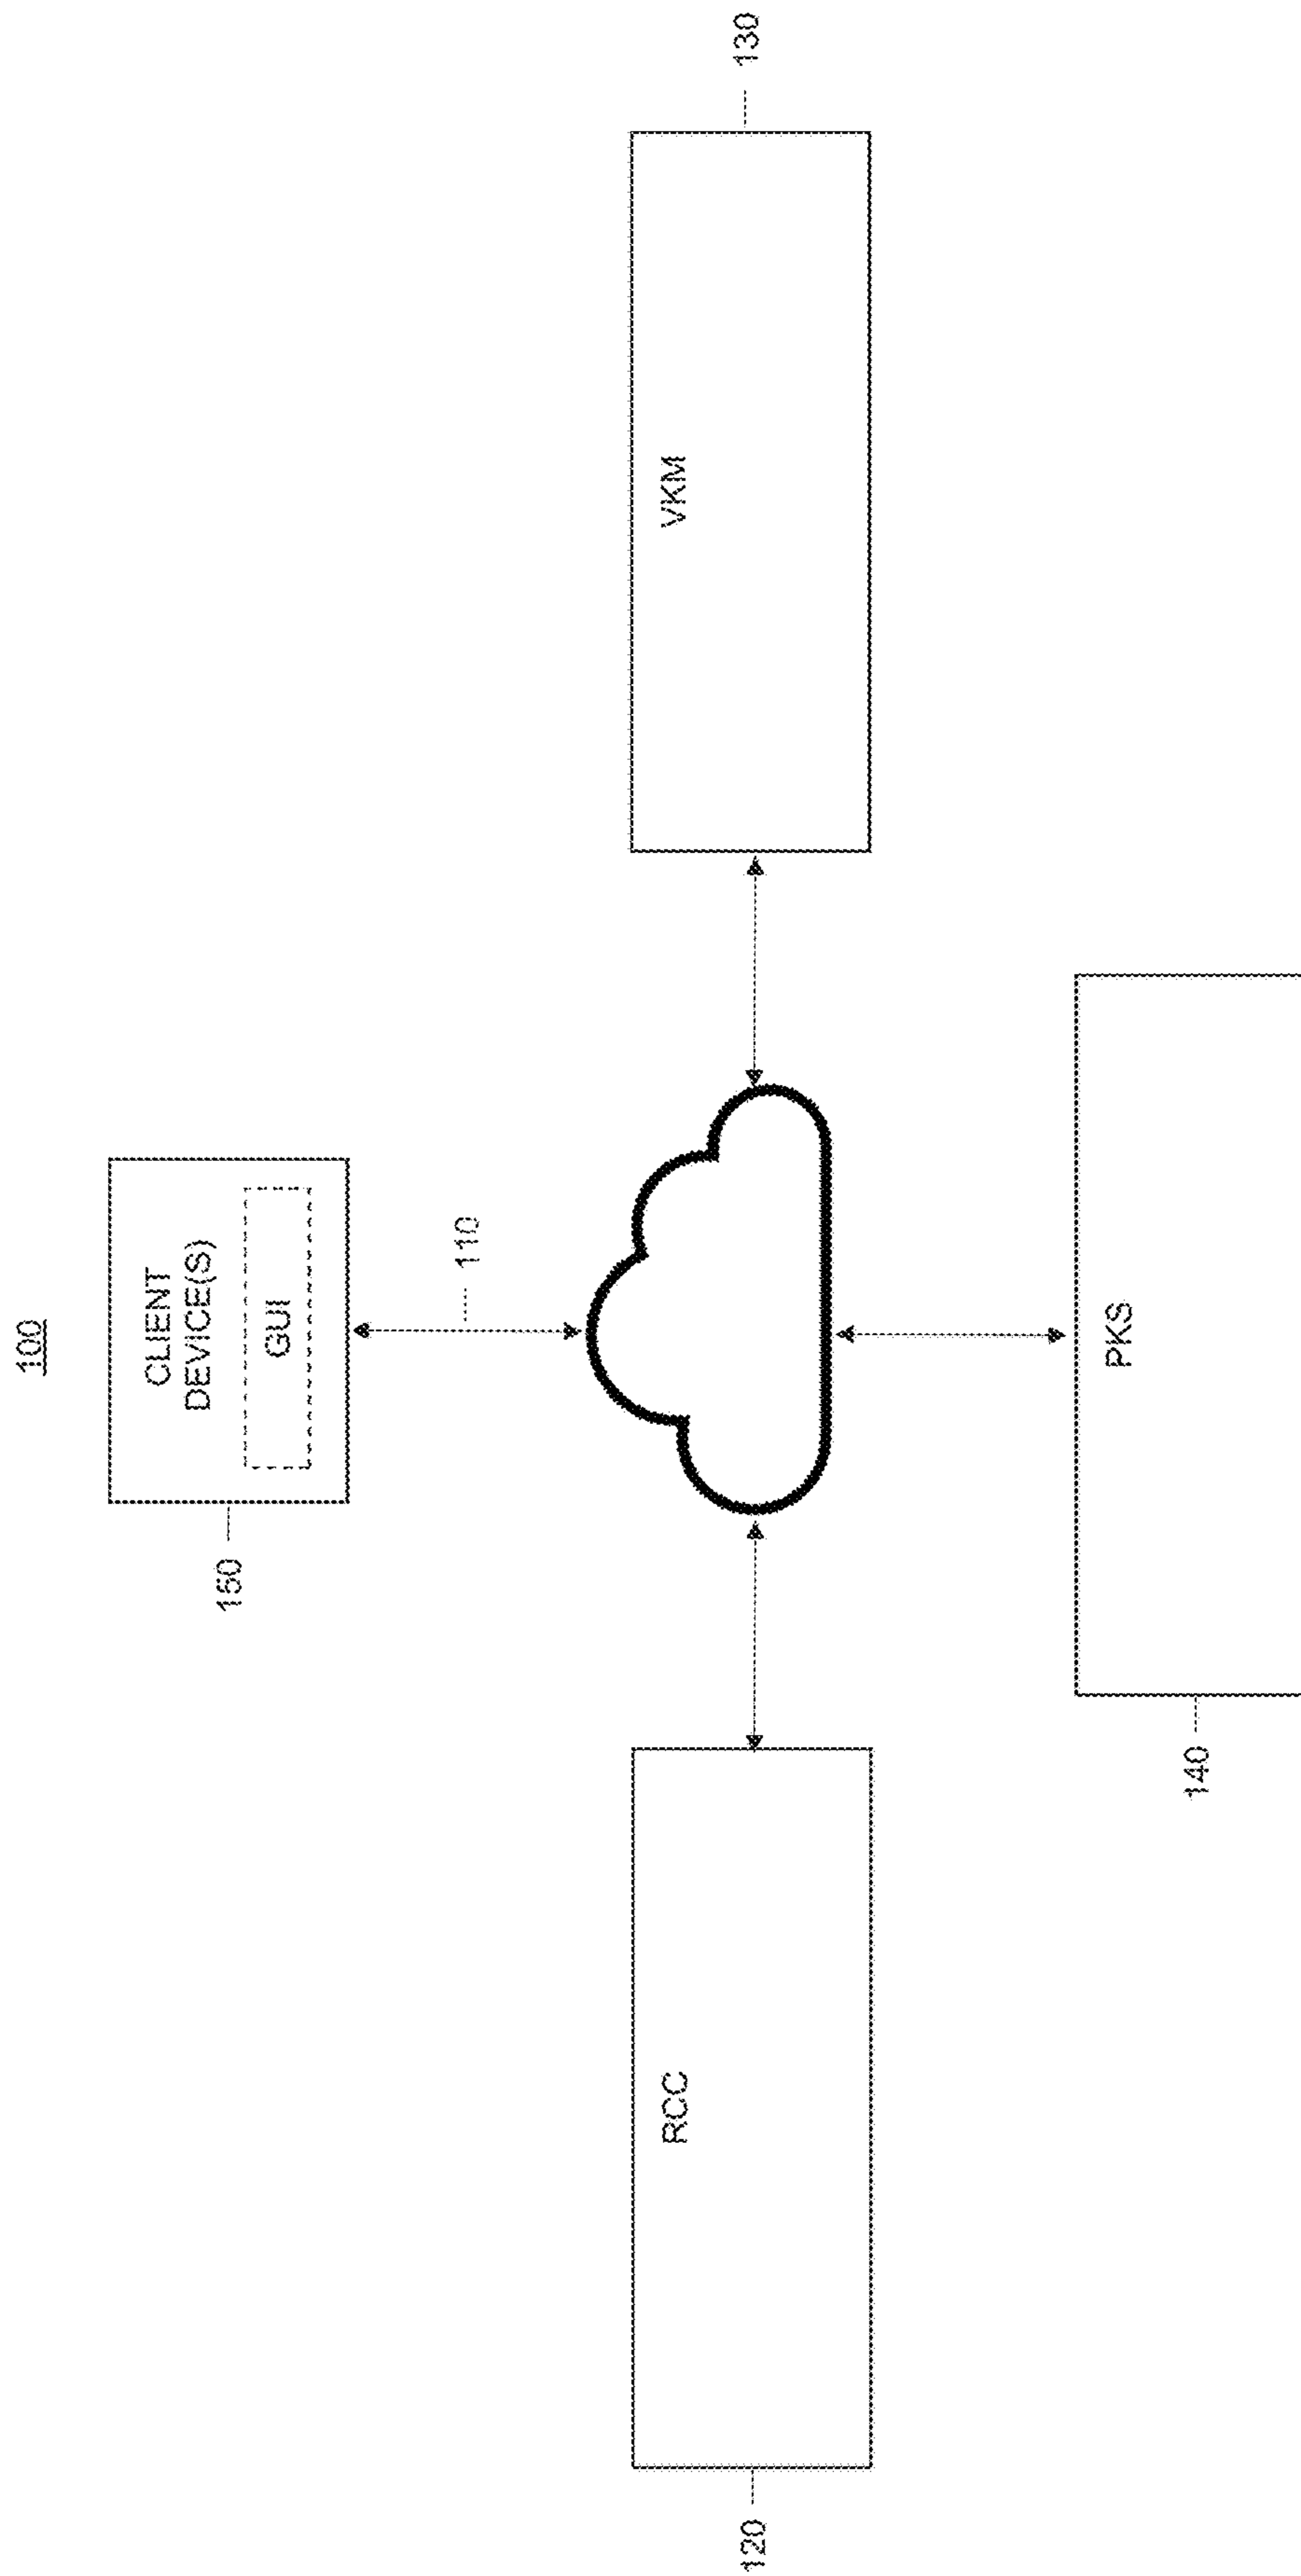 100
CLIENT
DEVICE(S)
GUI
150
110
RCC
120
VKM
130
PKS
140